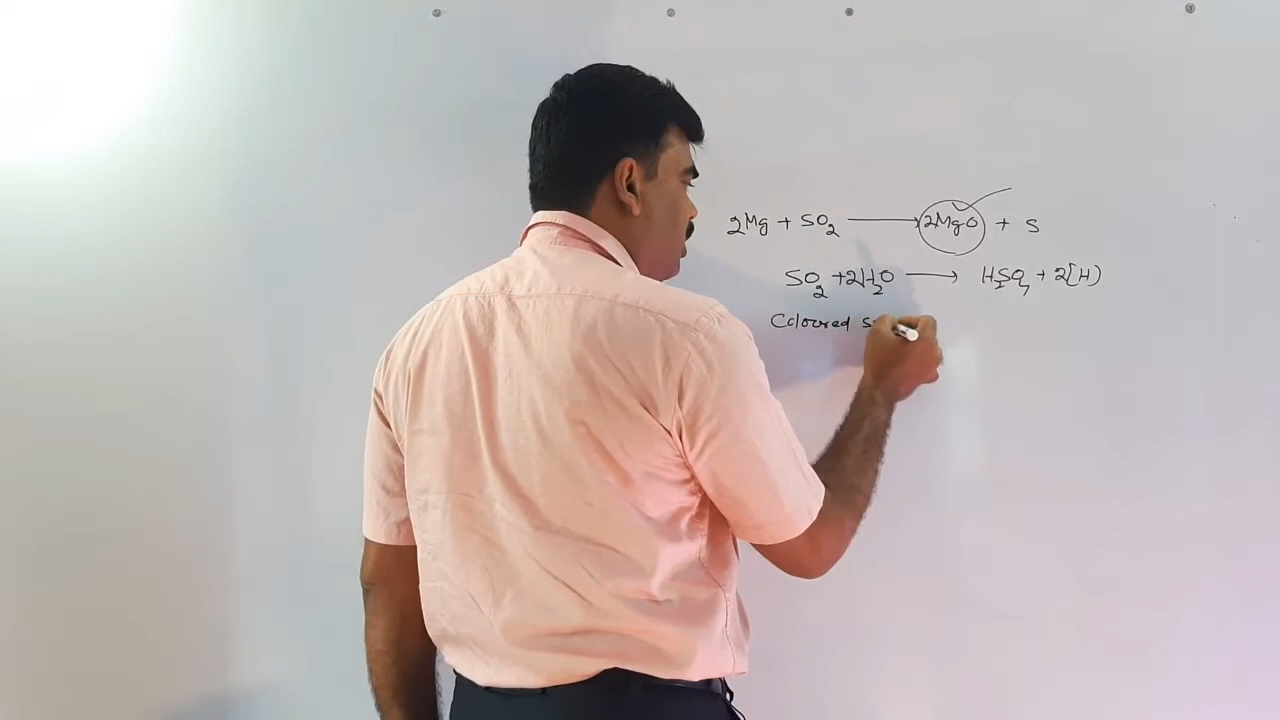 2Mg + SO2 → 2MgO + S
SO2 + 2H2O → H2SO4 + 2[H]
Coloured